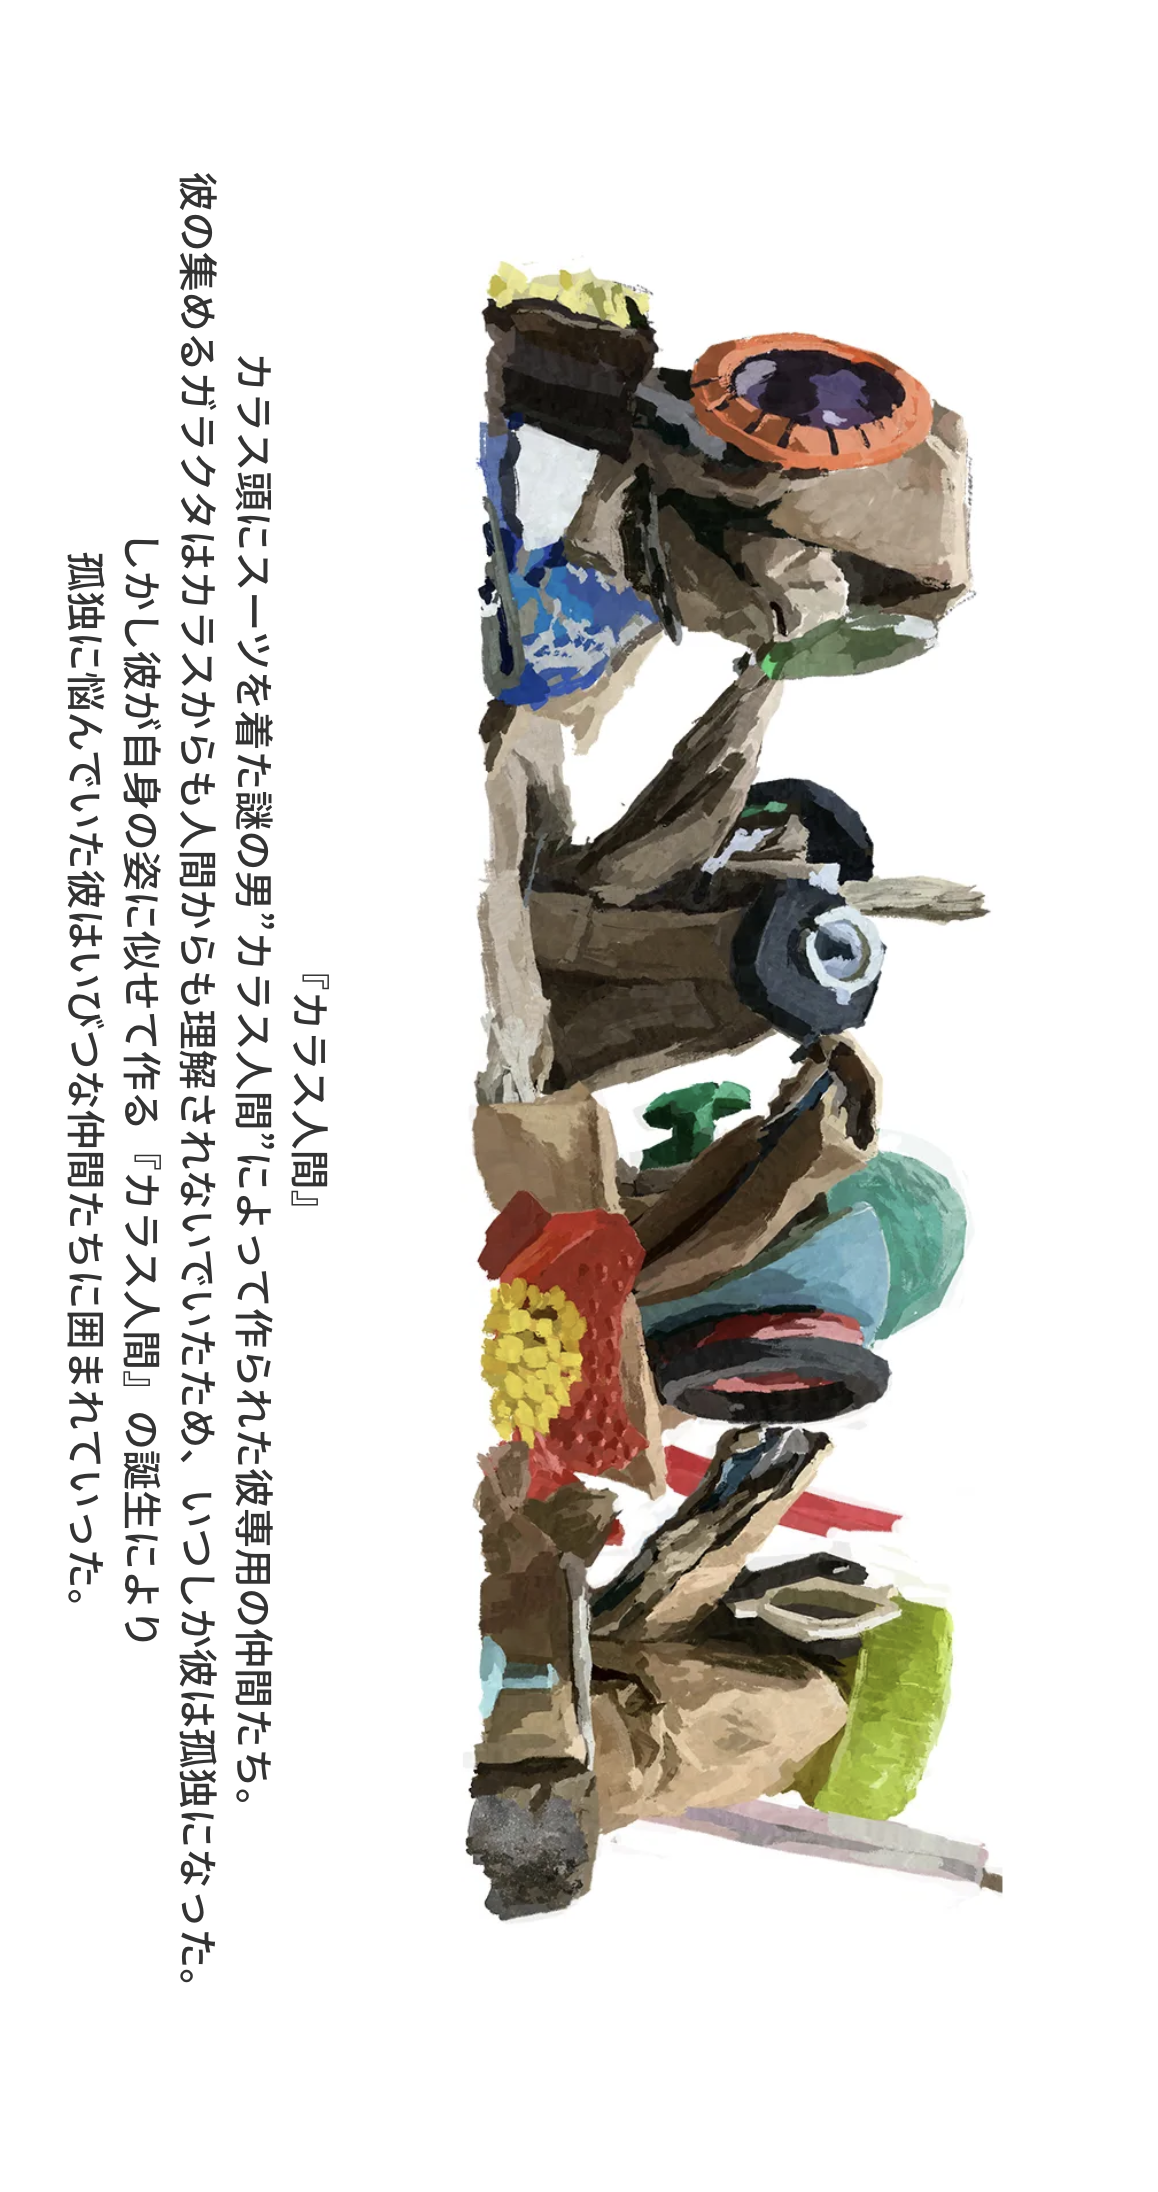 『カラス人間』
カラス頭にスーツを着た謎の男”カラス人間”によって作られた彼専用の仲間たち。
彼の集めるガラクタはカラスからも人間からも理解されないでいたため、いつしか彼は孤独になった。
しかし彼が自身の姿に似せて作る『カラス人間』の誕生により
孤独に悩んでいた彼はいびつな仲間たちに囲まれていった。